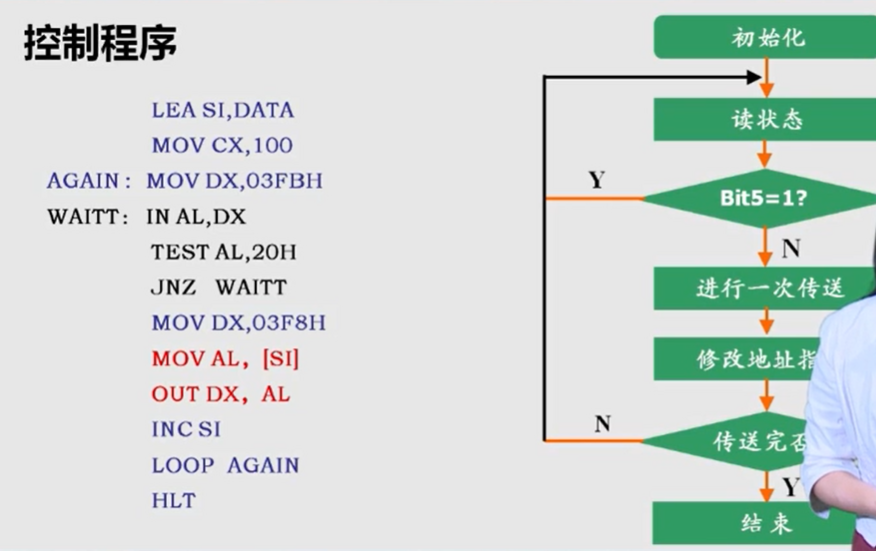 控制程序
LEA SI,DATA
MOV CX,100
AGAIN: MOV DX,03FBH
WAITT: IN AL,DX
TEST AL,20H
JNZ WAITT
MOV DX,03F8H
MOV AL, [SI]
OUT DX, AL
INC SI
LOOP AGAIN
HLT
初始化
读状态
Y
Bit5=1?
N
进行一次传送
修改地址指
N
传送完否
Y
结束